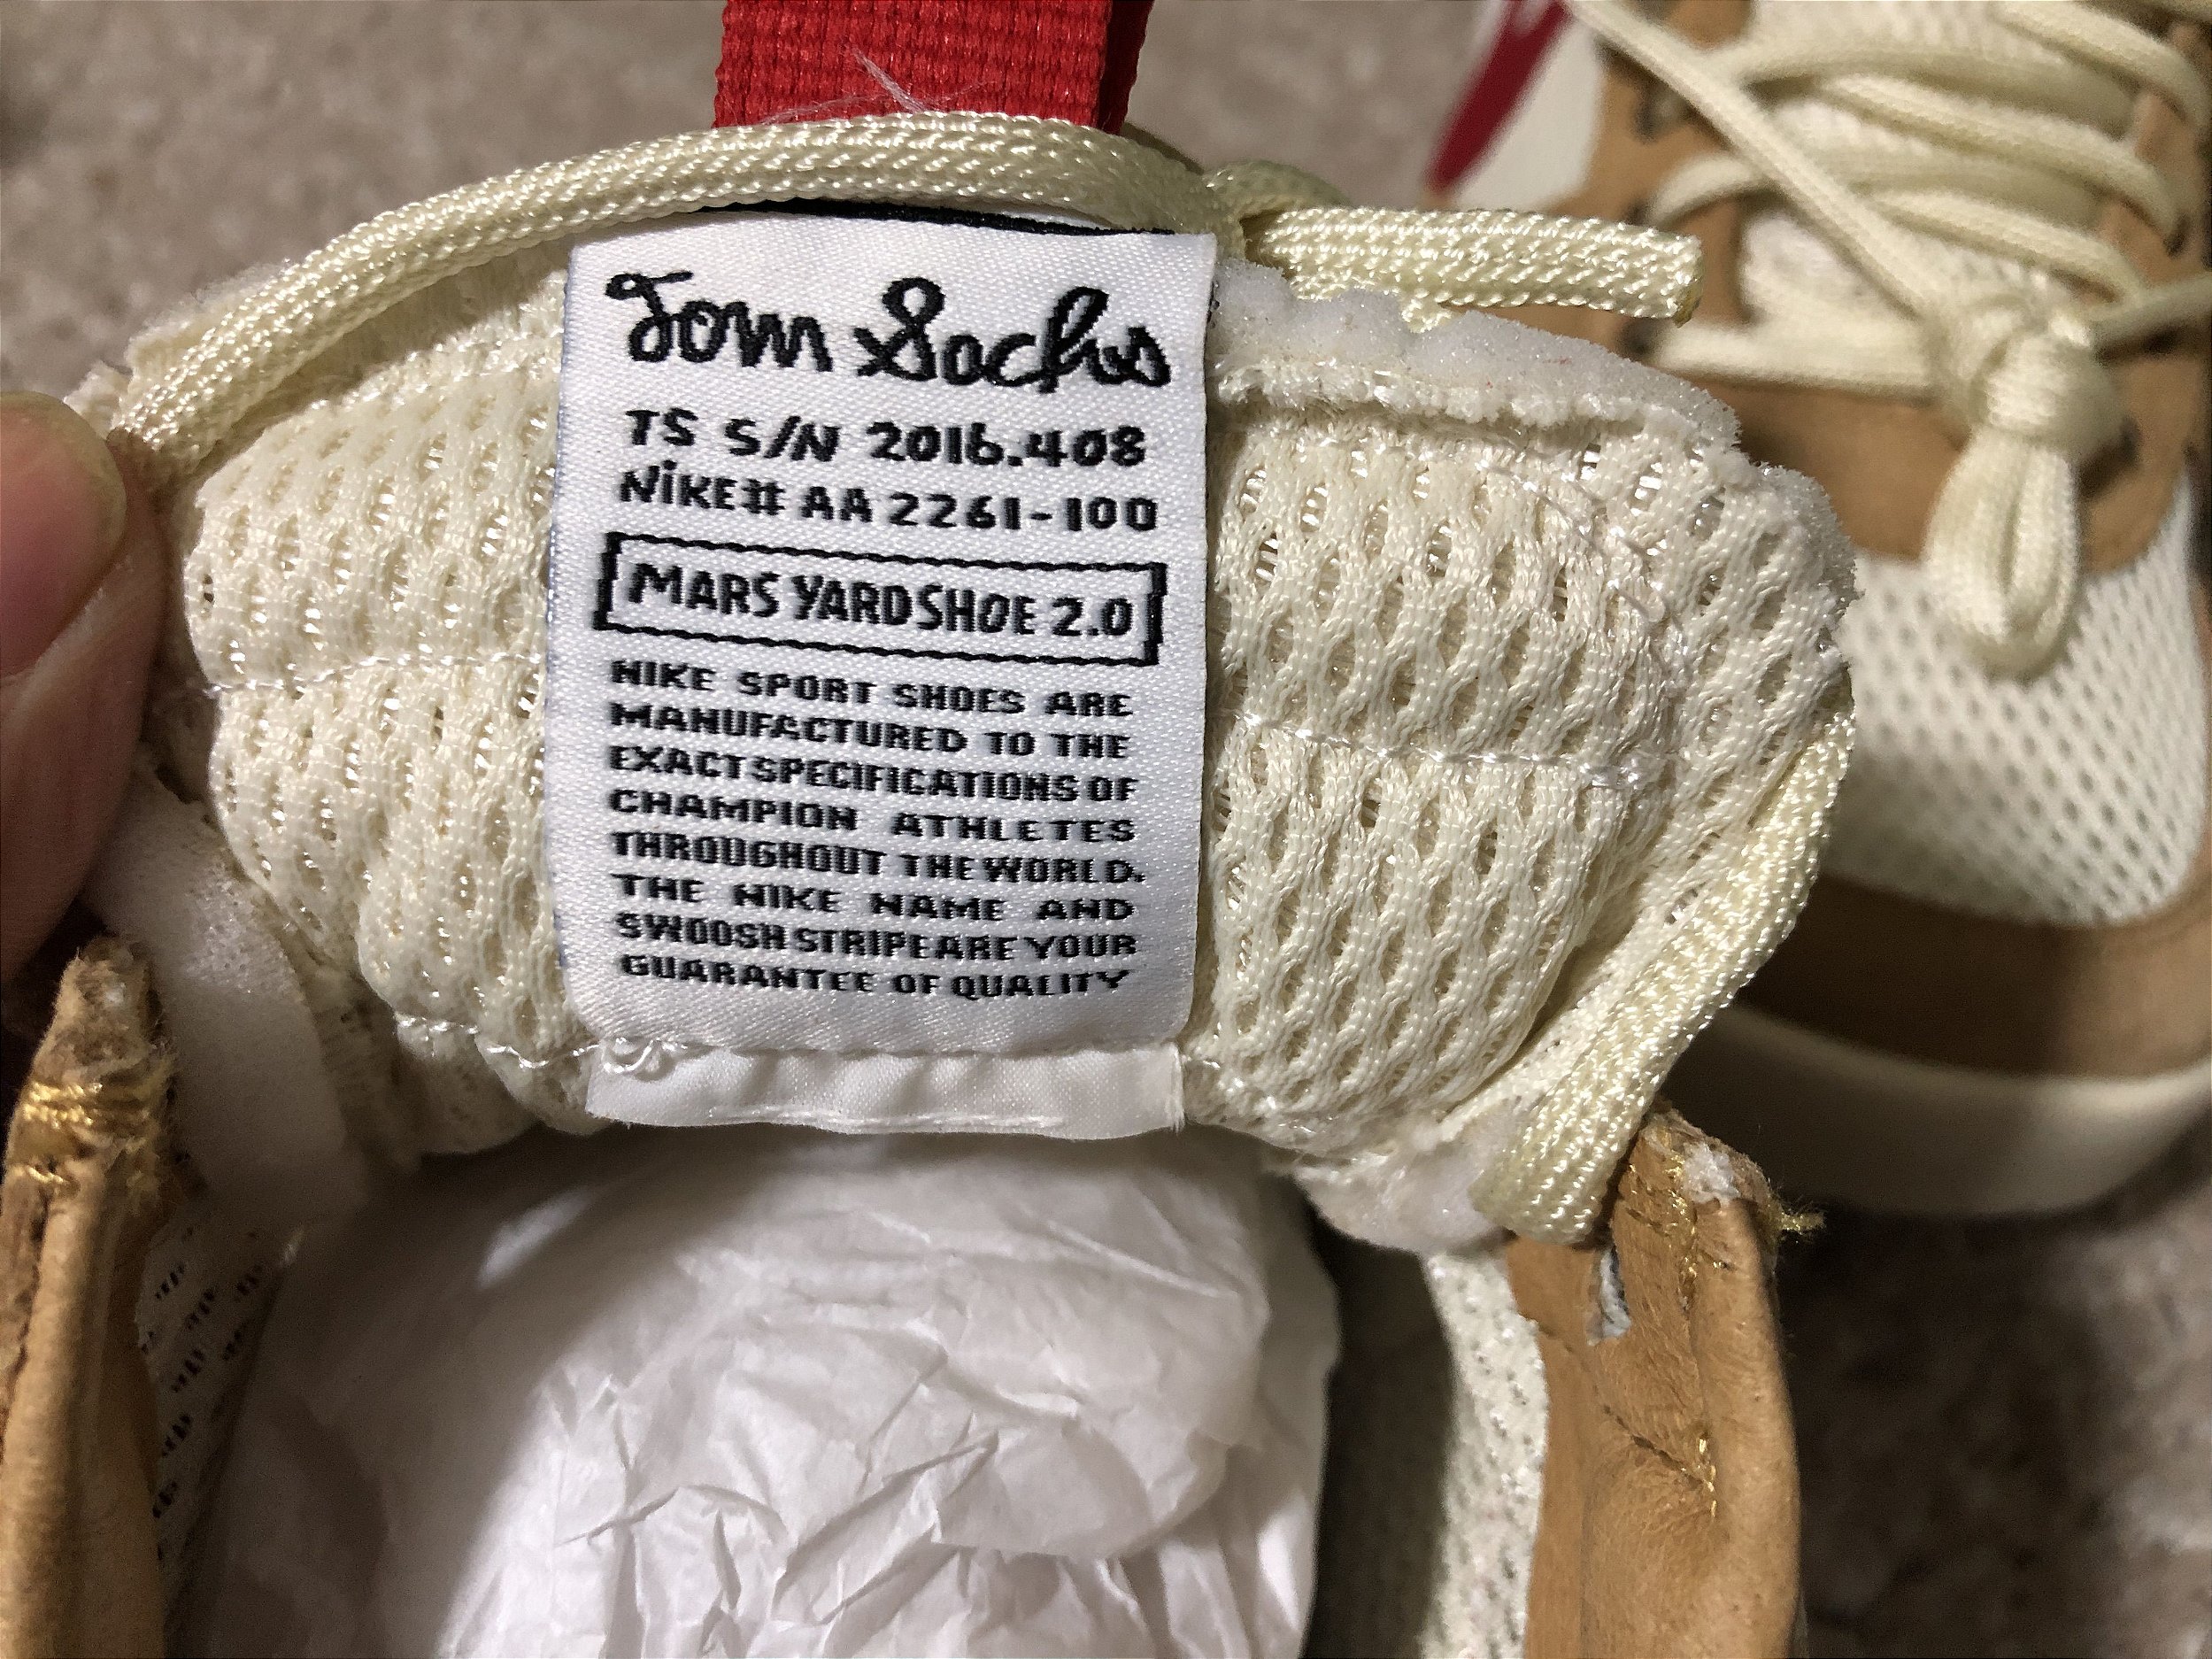 Tom Sachs
TS S/N 2016.408
NiKE# AA 2261-100
MARS YARD SHOE 2.0
NIKE SPORT SHOES ARE
MANUFACTURED TO THE
EXACT SPECIFICATIONS OF
CHAMPION ATHLETES
THROUGHOUT THE WORLD.
THE NIKE NAME AND
SWOOSH STRIPE ARE YOUR
GUARANTEE OF QUALITY